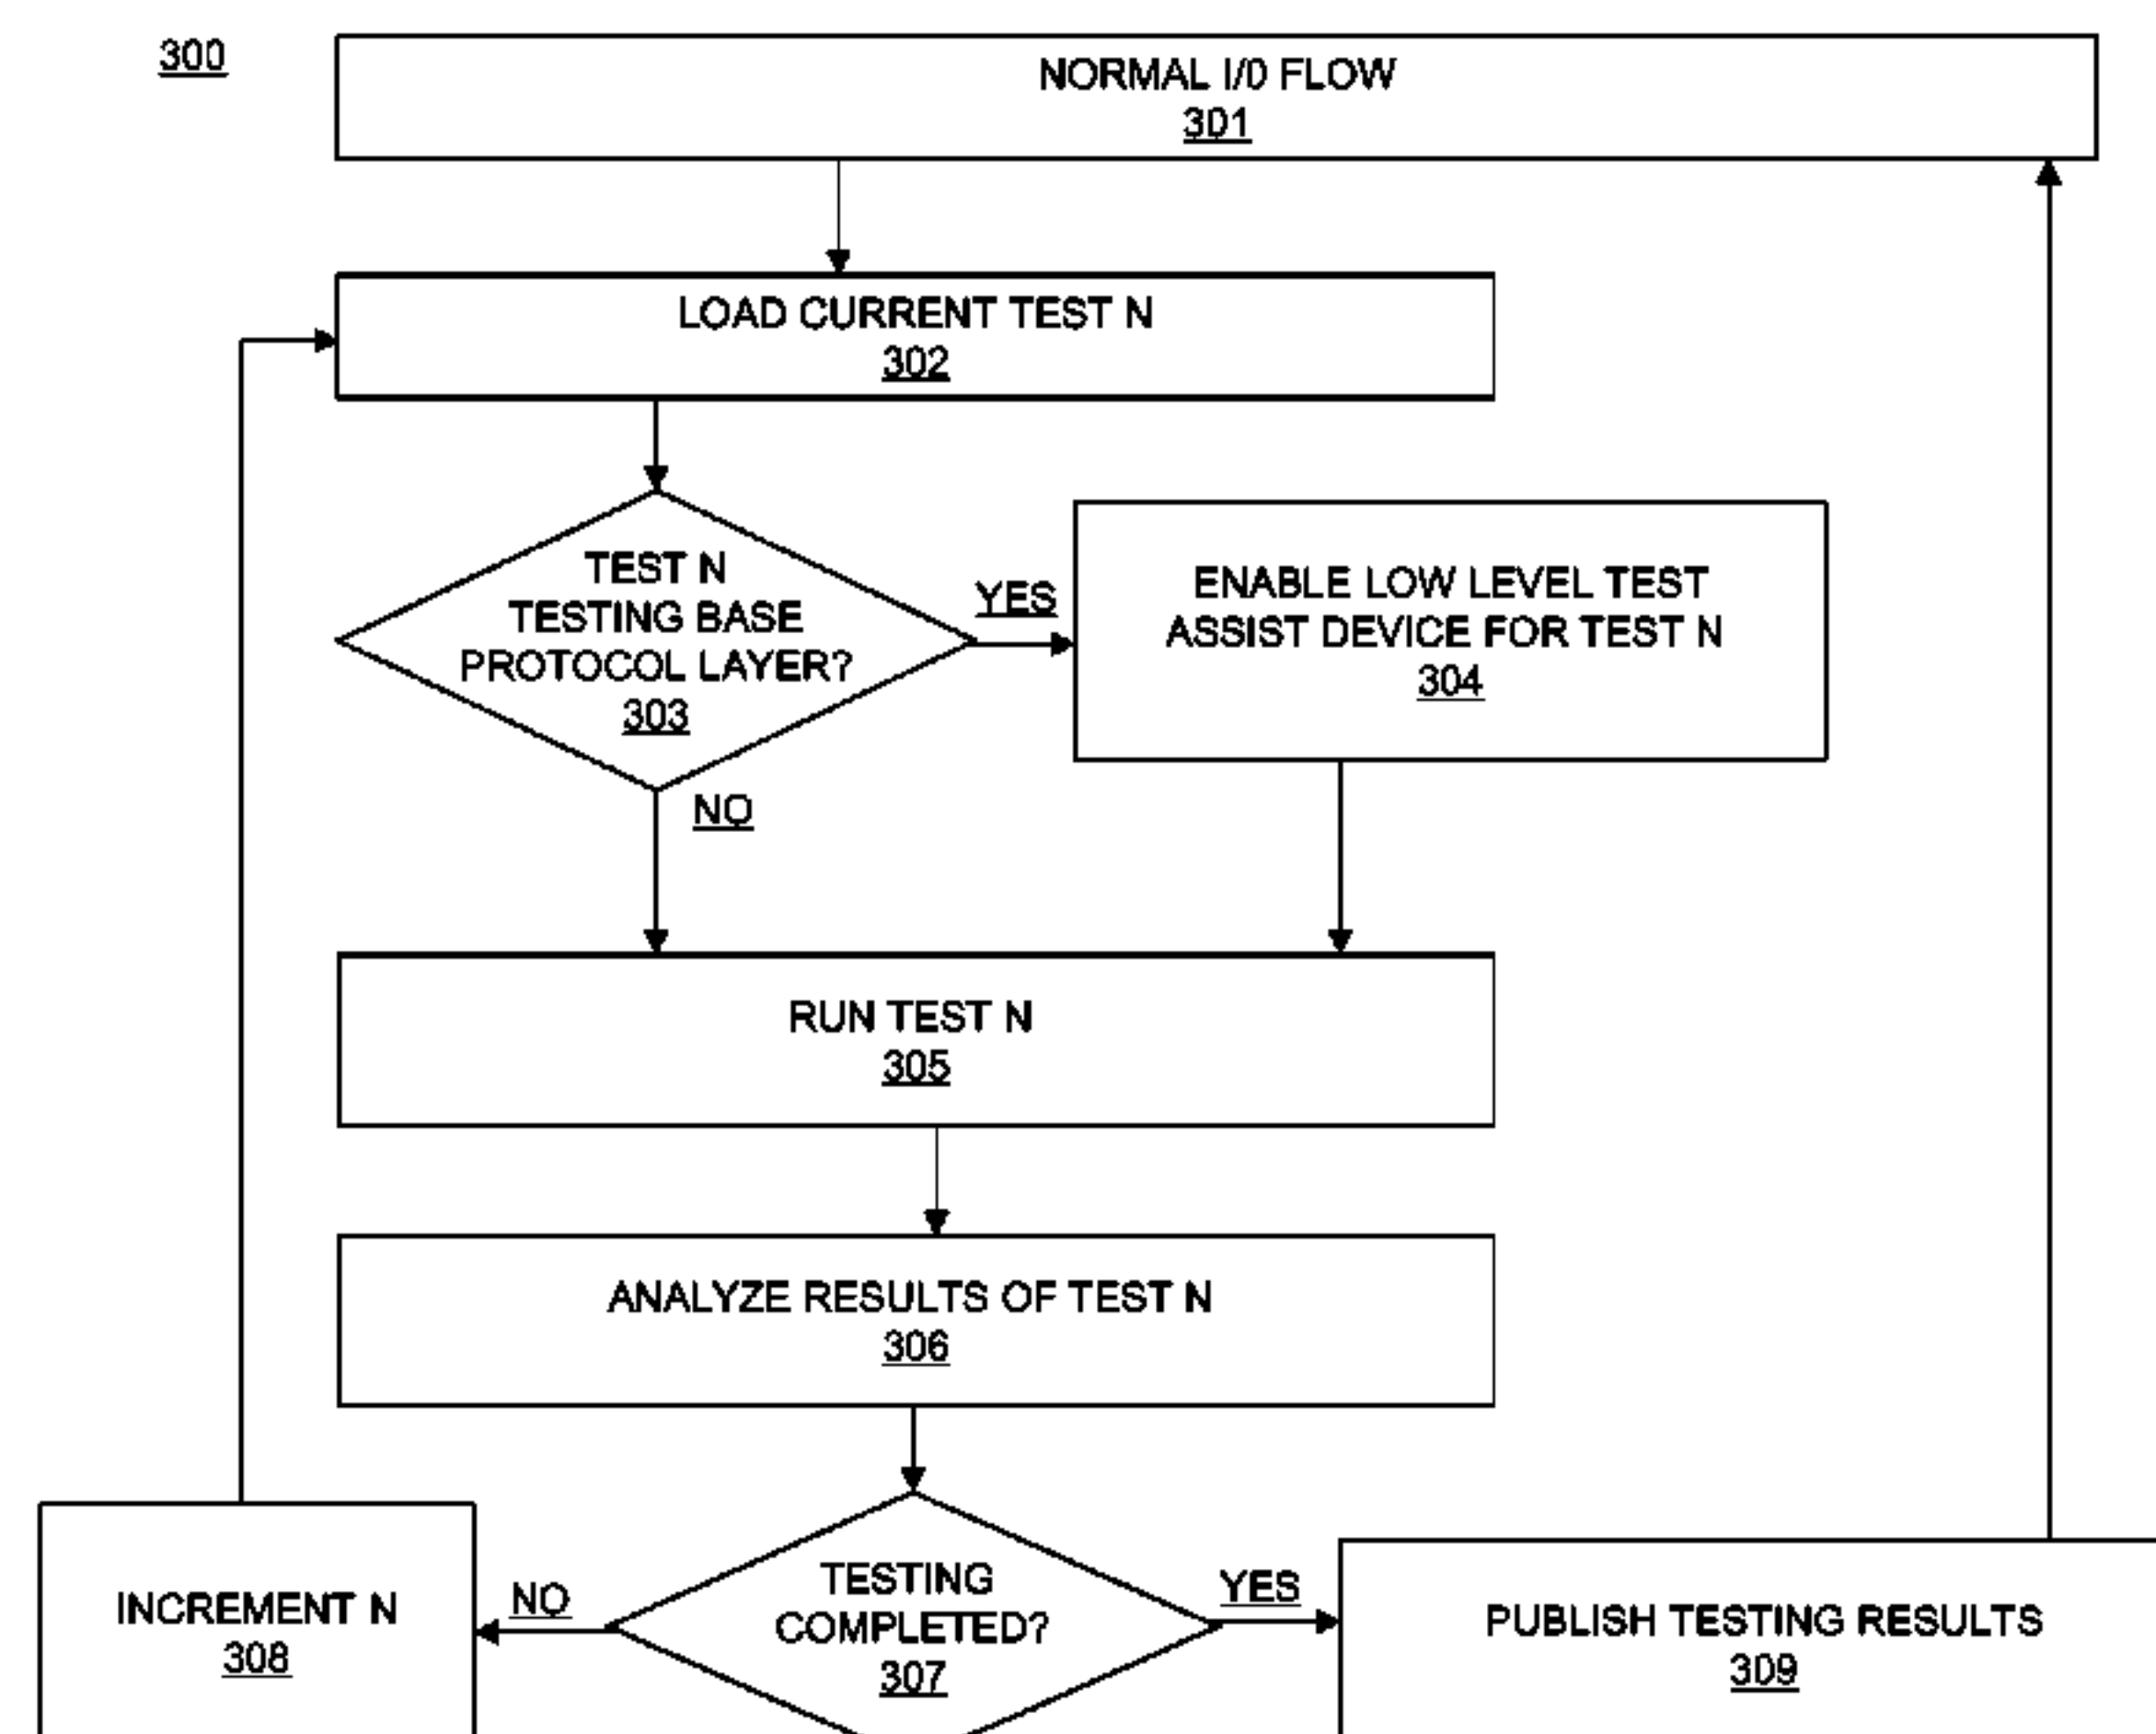 300
NORMAL I/0 FLOW
301
LOAD CURRENT TEST N
302
TEST N
TESTING BASE
PROTOCOL LAYER?
303
YES
ENABLE LOW LEVEL TEST
ASSIST DEVICE FOR TEST N
304
NO
RUN TEST N
305
ANALYZE RESULTS OF TEST N
306
INCREMENT N
308
NO
TESTING
COMPLETED?
307
YES
PUBLISH TESTING RESULTS
309